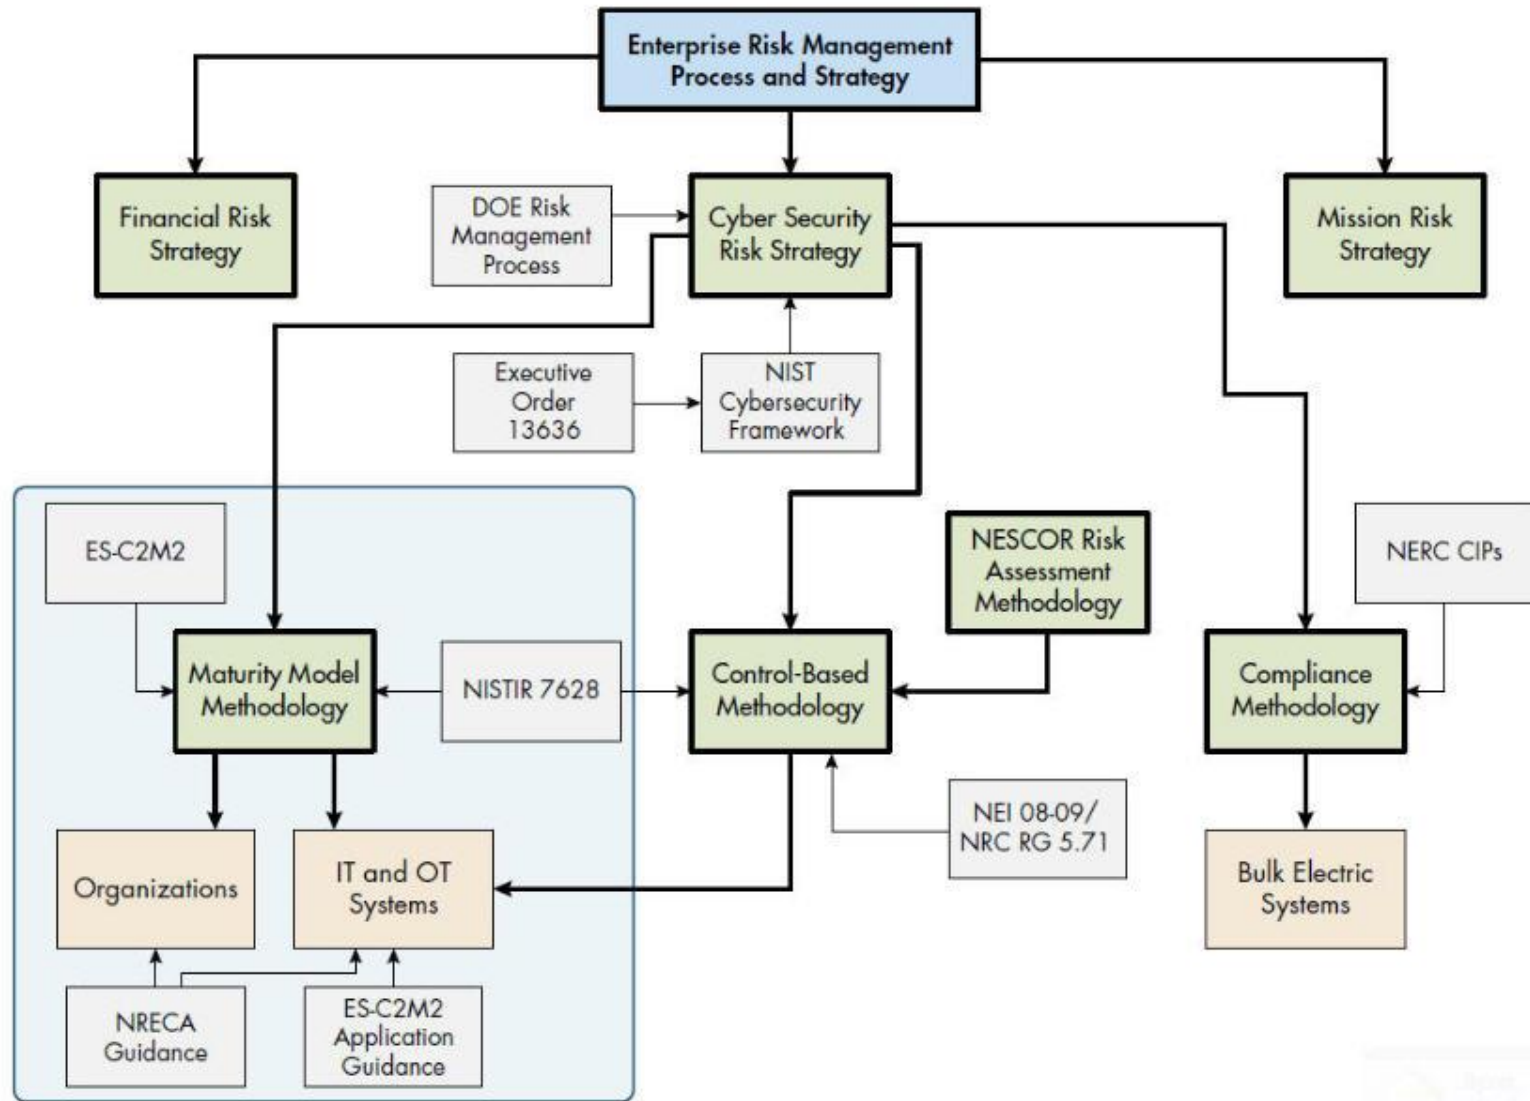 Enterprise Risk Management
Process and Strategy
Financial Risk
Strategy
DOE Risk
Management
Process
Cyber Security
Risk Strategy
Mission Risk
Strategy
Executive
Order
13636
NIST
Cybersecurity
Framework
ES-C2M2
NESCOR Risk
Assessment
Methodology
NERC CIPs
Maturity Model
Methodology
NISTIR 7628
Control-Based
Methodology
Compliance
Methodology
NEI 08-09/
NRC RG 5.71
Organizations
IT and OT
Systems
Bulk Electric
Systems
NRECA
Guidance
ES-C2M2
Application
Guidance